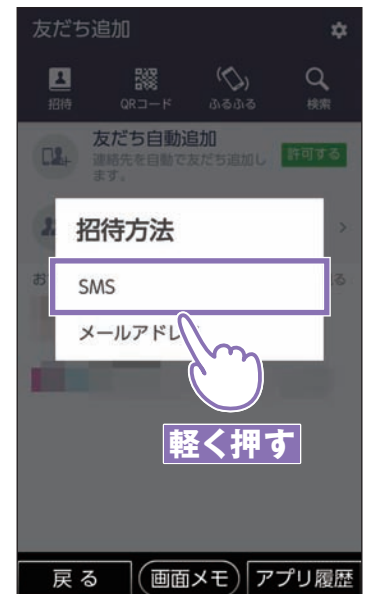 友だち追加
招待
QRコード
ふるふる
検索
友だち自動追加
連絡先を自動で友だち追加し
ます。
許可する
招待方法
SMS
メールアドレ
軽く押す
戻る
画面メモ
アプリ履歴